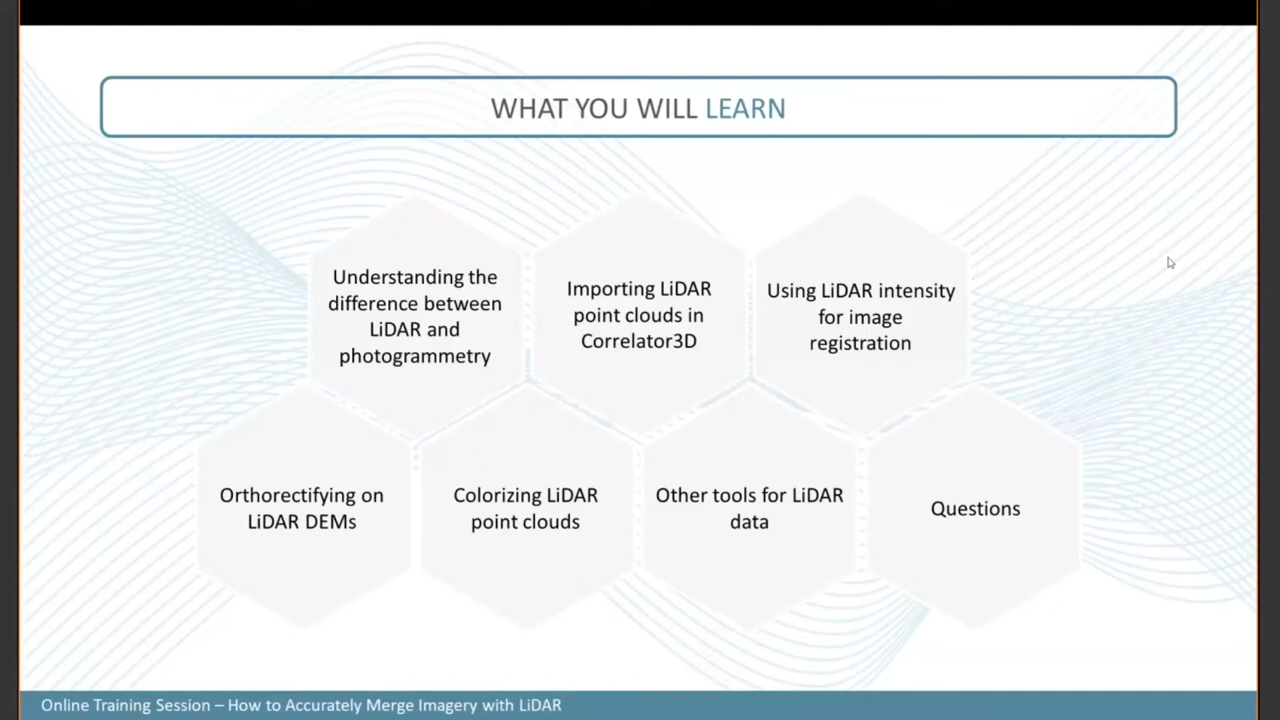 WHAT YOU WILL LEARN
Understanding the
difference between
LiDAR and
photogrammetry
Importing LiDAR
point clouds in
Correlator3D
Using LiDAR intensity
for image
registration
Orthorectifying on
LiDAR DEMs
Colorizing LiDAR
point clouds
Other tools for LiDAR
data
Questions
Online Training Session – How to Accurately Merge Imagery with LiDAR